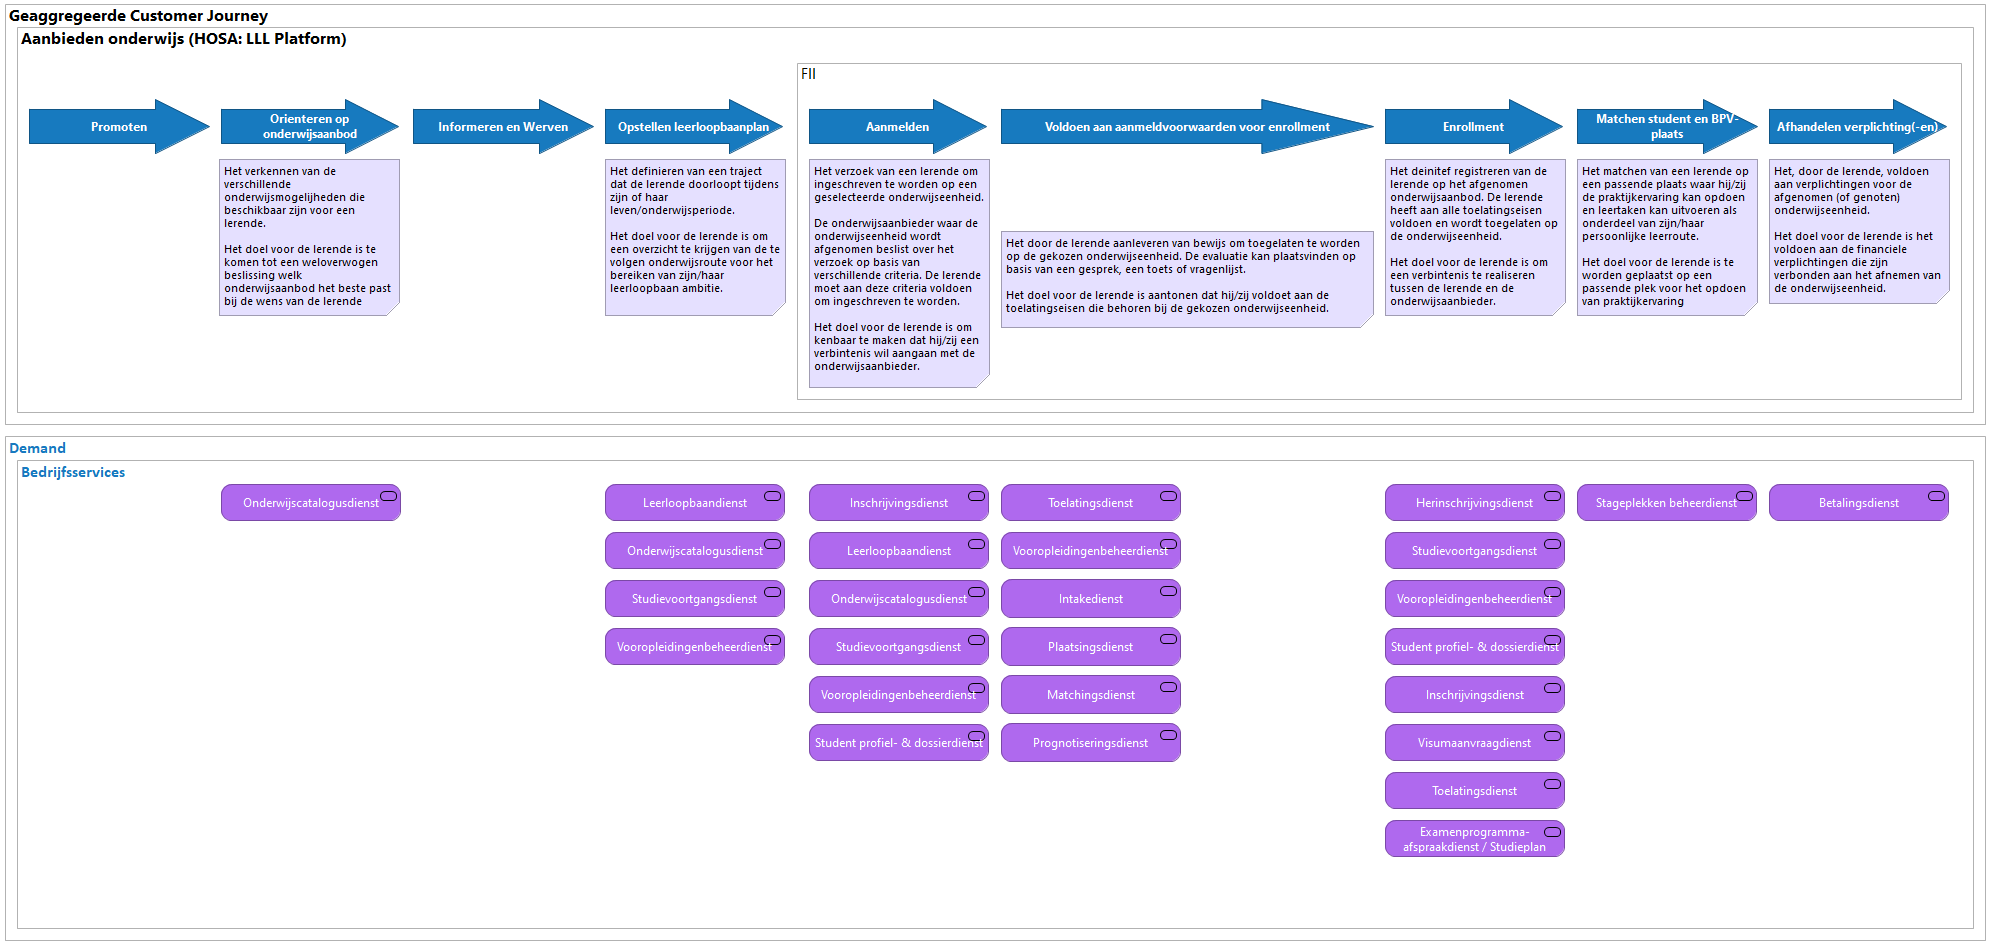 Geaggregeerde Customer Journey
Aanbieden onderwijs (HOSA: LLL Platform)
FII
Promoten
Orienteren op
onderwijsaanbod
Informeren en Werven
Opstellen leerloopbaanplan
Aanmelden
Voldoen aan aanmeldvoorwaarden voor enrollment
Enrollment
Matchen student en BPV-
plaats
Afhandelen verplichting(-en)
Het verkennen van de
verschillende
onderwijsmogelijheden die
beschikbaar zijn voor een
lerende.
Het doel voor de lerende is te
komen tot een weloverwogen
beslissing welk
onderwijsaanbod het beste past
bij de wens van de lerende
Het definieren van een traject
dat de lerende doorloopt tijdens
zijn of haar
leven/onderwijsperiode.
Het doel voor de lerende is om
een overzicht te krijgen van de te
volgen onderwijsroute voor het
bereiken van zijn/haar
leerloopbaan ambitie.
Het verzoek van een lerende om
ingeschreven te worden op een
geselecteerde onderwijseenheid.
De onderwijsaanbieder waar de
onderwijseenheid wordt
afgenomen beslist over het
verzoek op basis van
verschillende criteria. De lerende
moet aan deze criteria voldoen
om ingeschreven te worden.
Het doel voor de lerende is om
kenbaar te maken dat hij/zij een
verbintenis wil aangaan met de
onderwijsaanbieder.
Het door de lerende aanleveren van bewijs om toegelaten te worden
op de gekozen onderwijseenheid. De evaluatie kan plaatsvinden op
basis van een gesprek, een toets of vragenlijst.
Het doel voor de lerende is aantonen dat hij/zij voldoet aan de
toelatingseisen die behoren bij de gekozen onderwijseenheid.
Het deinitef registreren van de
lerende op het afgenomen
onderwijsaanbod. De lerende
heeft aan alle toelatingseisen
voldoen en wordt toegelaten op
de onderwijseenheid.
Het doel voor de lerende is om
een verbintenis te realiseren
tussen de lerende en de
onderwijsaanbieder.
Het matchen van een lerende op
een passende plaats waar hij/zij
de praktijkervaring kan opdoen
en leertaken kan uitvoeren als
onderdeel van zijn/haar
persoonlijke leerroute.
Het doel voor de lerende is te
worden geplaatst op een
passende plek voor het opdoen
van praktijkervaring
Het, door de lerende, voldoen
aan verplichtingen voor de
afgenomen (of genoten)
onderwijseenheid.
Het doel voor de lerende is het
voldoen aan de financiele
verplichtingen die zijn
verbonden aan het afnemen van
de onderwijseenheid.
Demand
Bedrijfsservices
Onderwijscatalogusdienst
Leerloopbaandienst
Onderwijscatalogusdienst
Studievoortgangsdienst
Vooropleidingenbeheerdienst
Inschrijvingsdienst
Leerloopbaandienst
Onderwijscatalogusdienst
Studievoortgangsdienst
Vooropleidingenbeheerdienst
Student profiel- & dossierdienst
Toelatingsdienst
Vooropleidingenbeheerdienst
Intakedienst
Plaatsingsdienst
Matchingsdienst
Prognotiseringsdienst
Herinschrijvingsdienst
Studievoortgangsdienst
Vooropleidingenbeheerdienst
Student profiel- & dossierdienst
Inschrijvingsdienst
Visumaanvraagdienst
Toelatingsdienst
Examenprogramma-
afspraakdienst / Studieplan
Stageplekken beheerdienst
Betalingsdienst